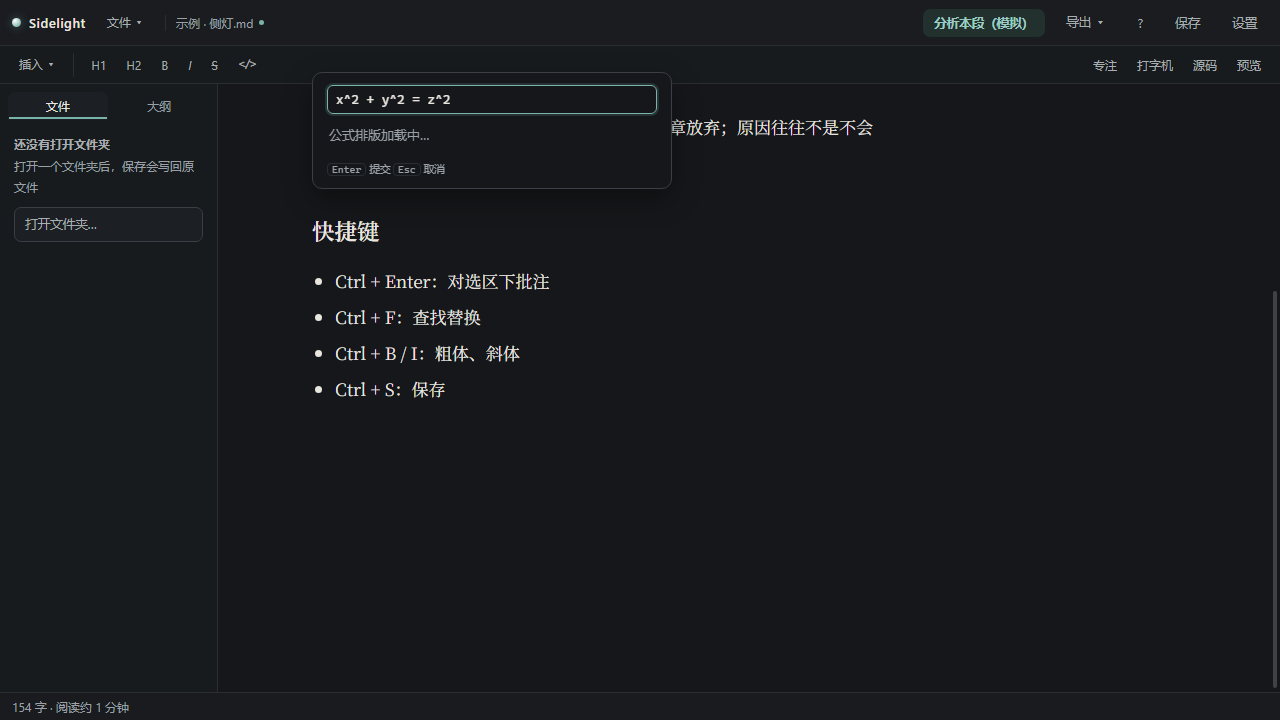 Sidelight 文件 示例 · 侧灯.md 分析本段（模拟） 导出 ? 保存 设置
插入 H1 H2 B I S </> 专注 打字机 源码 预览
文件 大纲
x^2 + y^2 = z^2
公式排版加载中…
Enter 提交 Esc 取消
章放弃；原因往往不是不会
还没有打开文件夹
打开一个文件夹后，保存会写回原
文件
打开文件夹…
快捷键
Ctrl + Enter：对选区下批注
Ctrl + F：查找替换
Ctrl + B / I：粗体、斜体
Ctrl + S：保存
154 字 · 阅读约 1 分钟